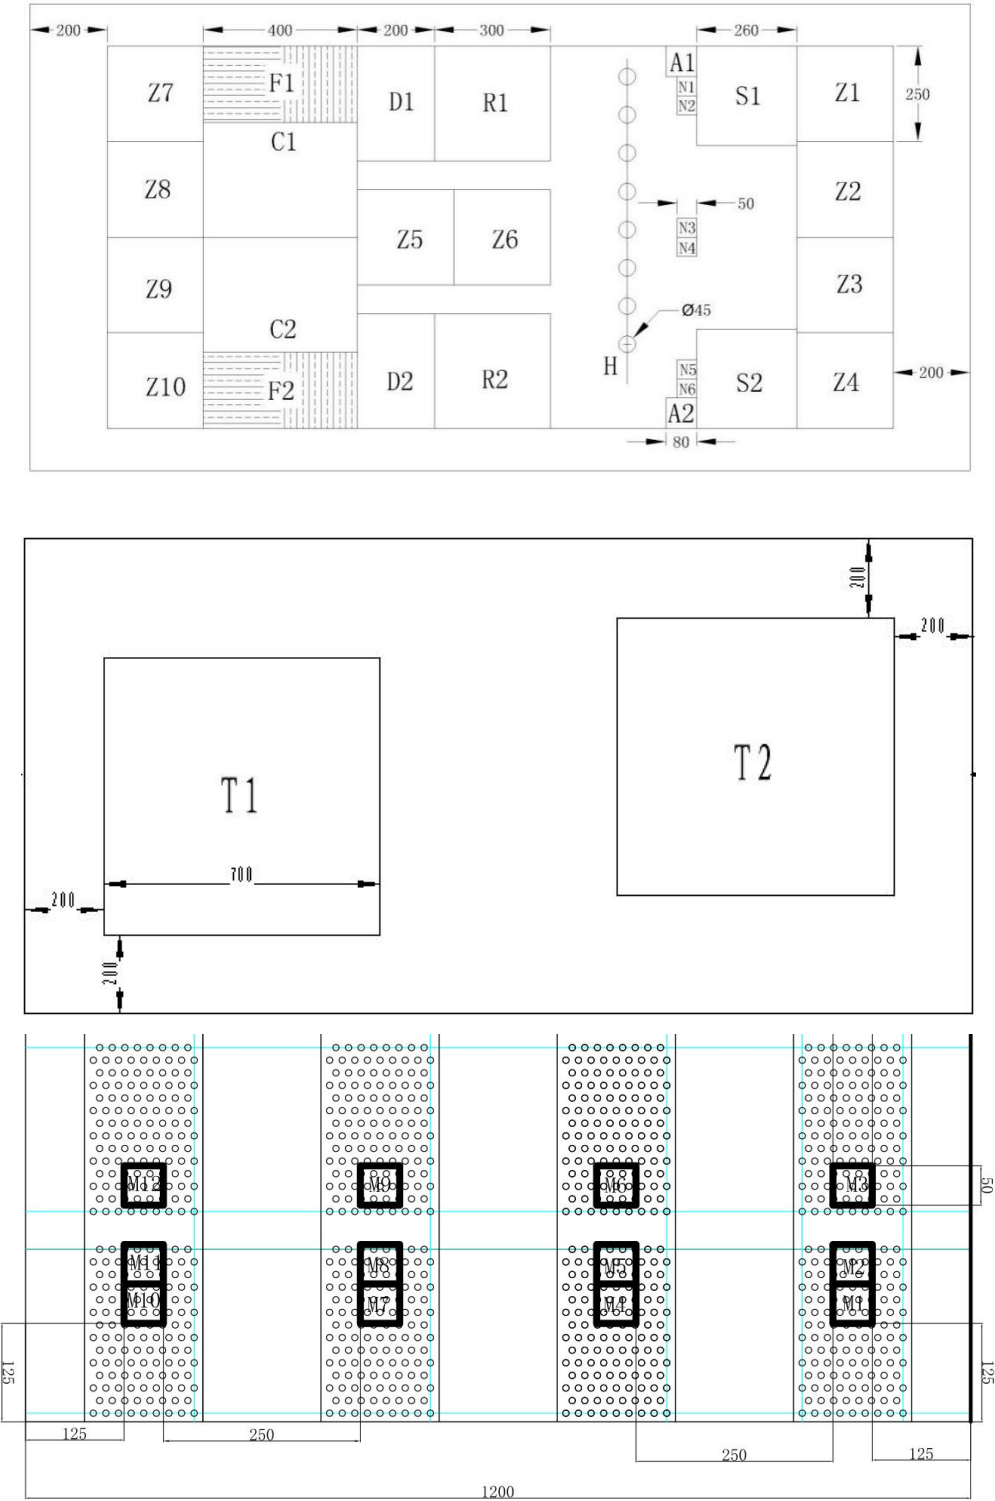 200 400 200 300 260
Z7 F1 D1 R1 A1 N1 N2 S1 Z1 250
C1
Z8 50 Z2
Z5 Z6 N3 N4
Z9 Z3
C2 Ø45
H
Z10 F2 D2 R2 N5 N6 A2 S2 Z4 200
80
200
200
T2
T1
700
200
200
M12 M9 M6 M3 50
M11 M8 M5 M2
M10 M7 M4 M1
125 125
125 250 250 125
1200